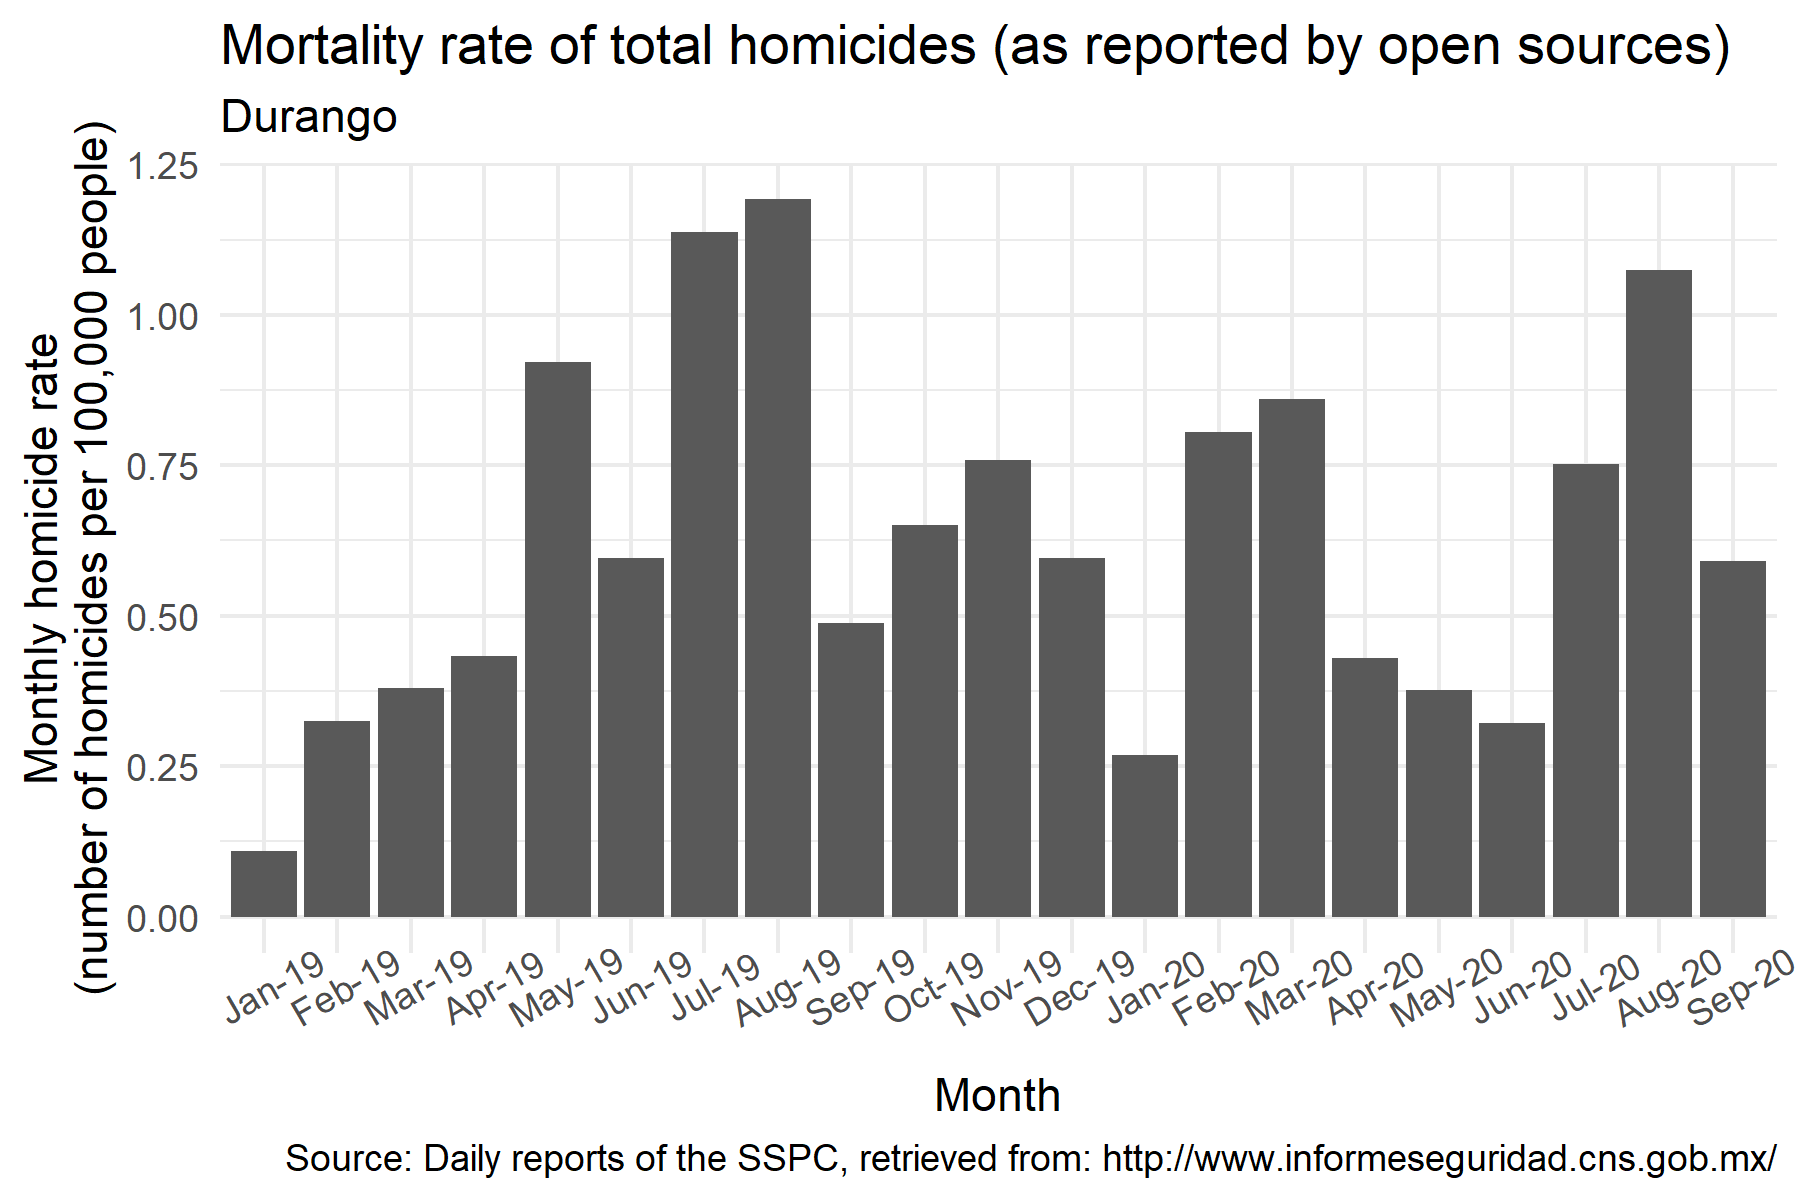 Mortality rate of total homicides (as reported by open sources)
Durango
Monthly homicide rate
(number of homicides per 100,000 people)
1.25
1.00
0.75
0.50
0.25
0.00
Jan-19
Feb-19
Mar-19
Apr-19
May-19
Jun-19
Jul-19
Aug-19
Sep-19
Oct-19
Nov-19
Dec-19
Jan-20
Feb-20
Mar-20
Apr-20
May-20
Jun-20
Jul-20
Aug-20
Sep-20
Month
Source: Daily reports of the SSPC, retrieved from: http://www.informeseguridad.cns.gob.mx/